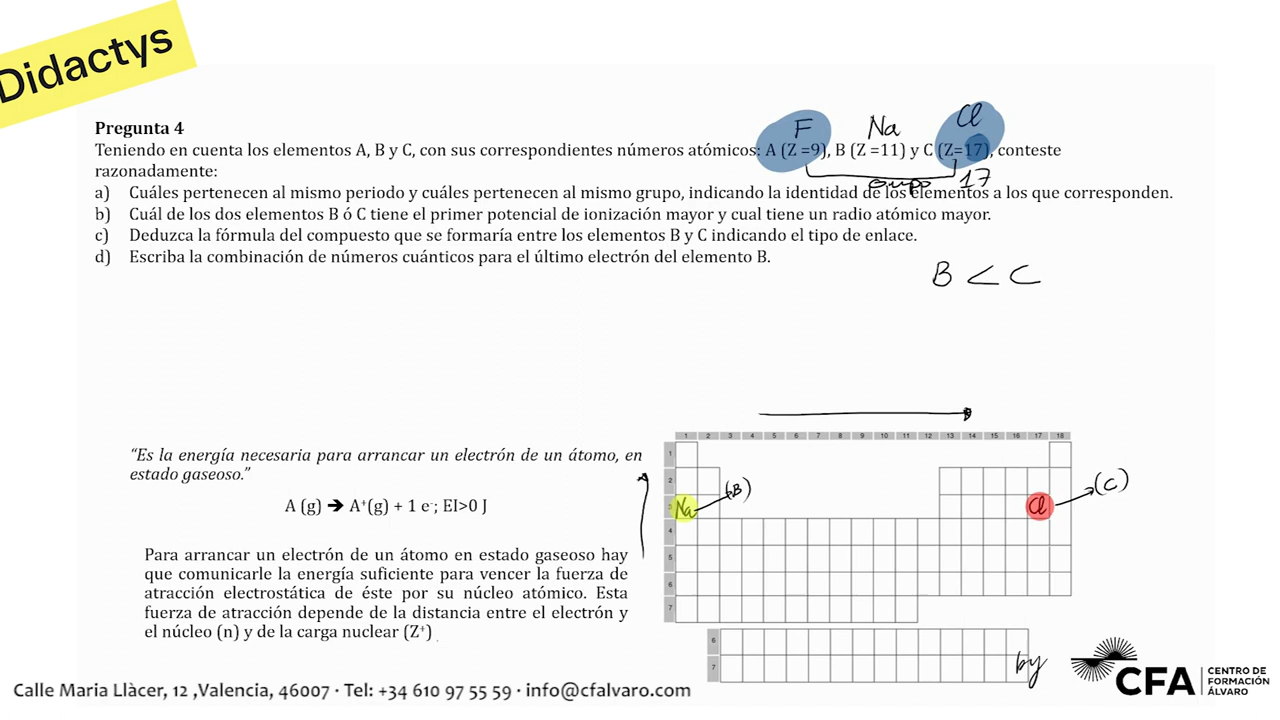 Didactys
Pregunta 4
F Na Cl
Teniendo en cuenta los elementos A, B y C, con sus correspondientes números atómicos: A (Z =9), B (Z =11) y C (Z=17), conteste
razonadamente:
grupo 17
a) Cuáles pertenecen al mismo periodo y cuáles pertenecen al mismo grupo, indicando la identidad de los elementos a los que corresponden.
b) Cuál de los dos elementos B ó C tiene el primer potencial de ionización mayor y cual tiene un radio atómico mayor.
c) Deduzca la fórmula del compuesto que se formaría entre los elementos B y C indicando el tipo de enlace.
d) Escriba la combinación de números cuánticos para el último electrón del elemento B.
B < C
“Es la energía necesaria para arrancar un electrón de un átomo, en
estado gaseoso.”
A (g) ➔ A⁺(g) + 1 e⁻; EI>0 J
Para arrancar un electrón de un átomo en estado gaseoso hay
que comunicarle la energía suficiente para vencer la fuerza de
atracción electrostática de éste por su núcleo atómico. Esta
fuerza de atracción depende de la distancia entre el electrón y
el núcleo (n) y de la carga nuclear (Z⁺)
1 2 3 4 5 6 7 8 9 10 11 12 13 14 15 16 17 18
1
2
(B) (C)
3 Na Cl
4
5
6
7
6
7
by
CFA CENTRO DE
FORMACIÓN
ÁLVARO
Calle Maria Llàcer, 12 ,Valencia, 46007 · Tel: +34 610 97 55 59 · info@cfalvaro.com